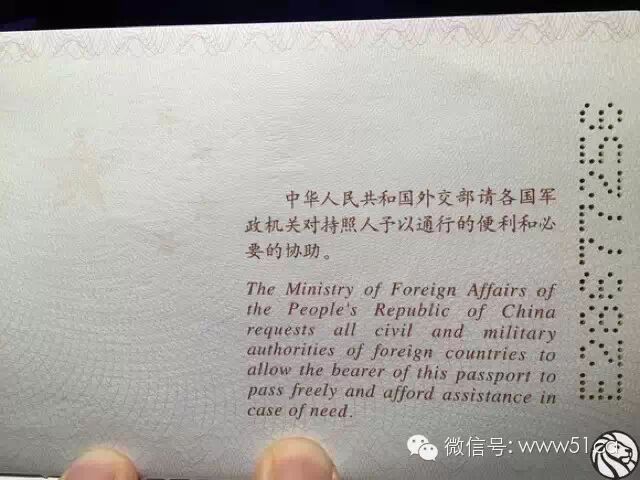 中华人民共和国外交部请各国军
政机关对持照人予以通行的便利和必
要的协助。
The Ministry of Foreign Affairs of
the People's Republic of China
requests all civil and military
authorities of foreign countries to
allow the bearer of this passport to
pass freely and afford assistance in
case of need.
微信号: www51